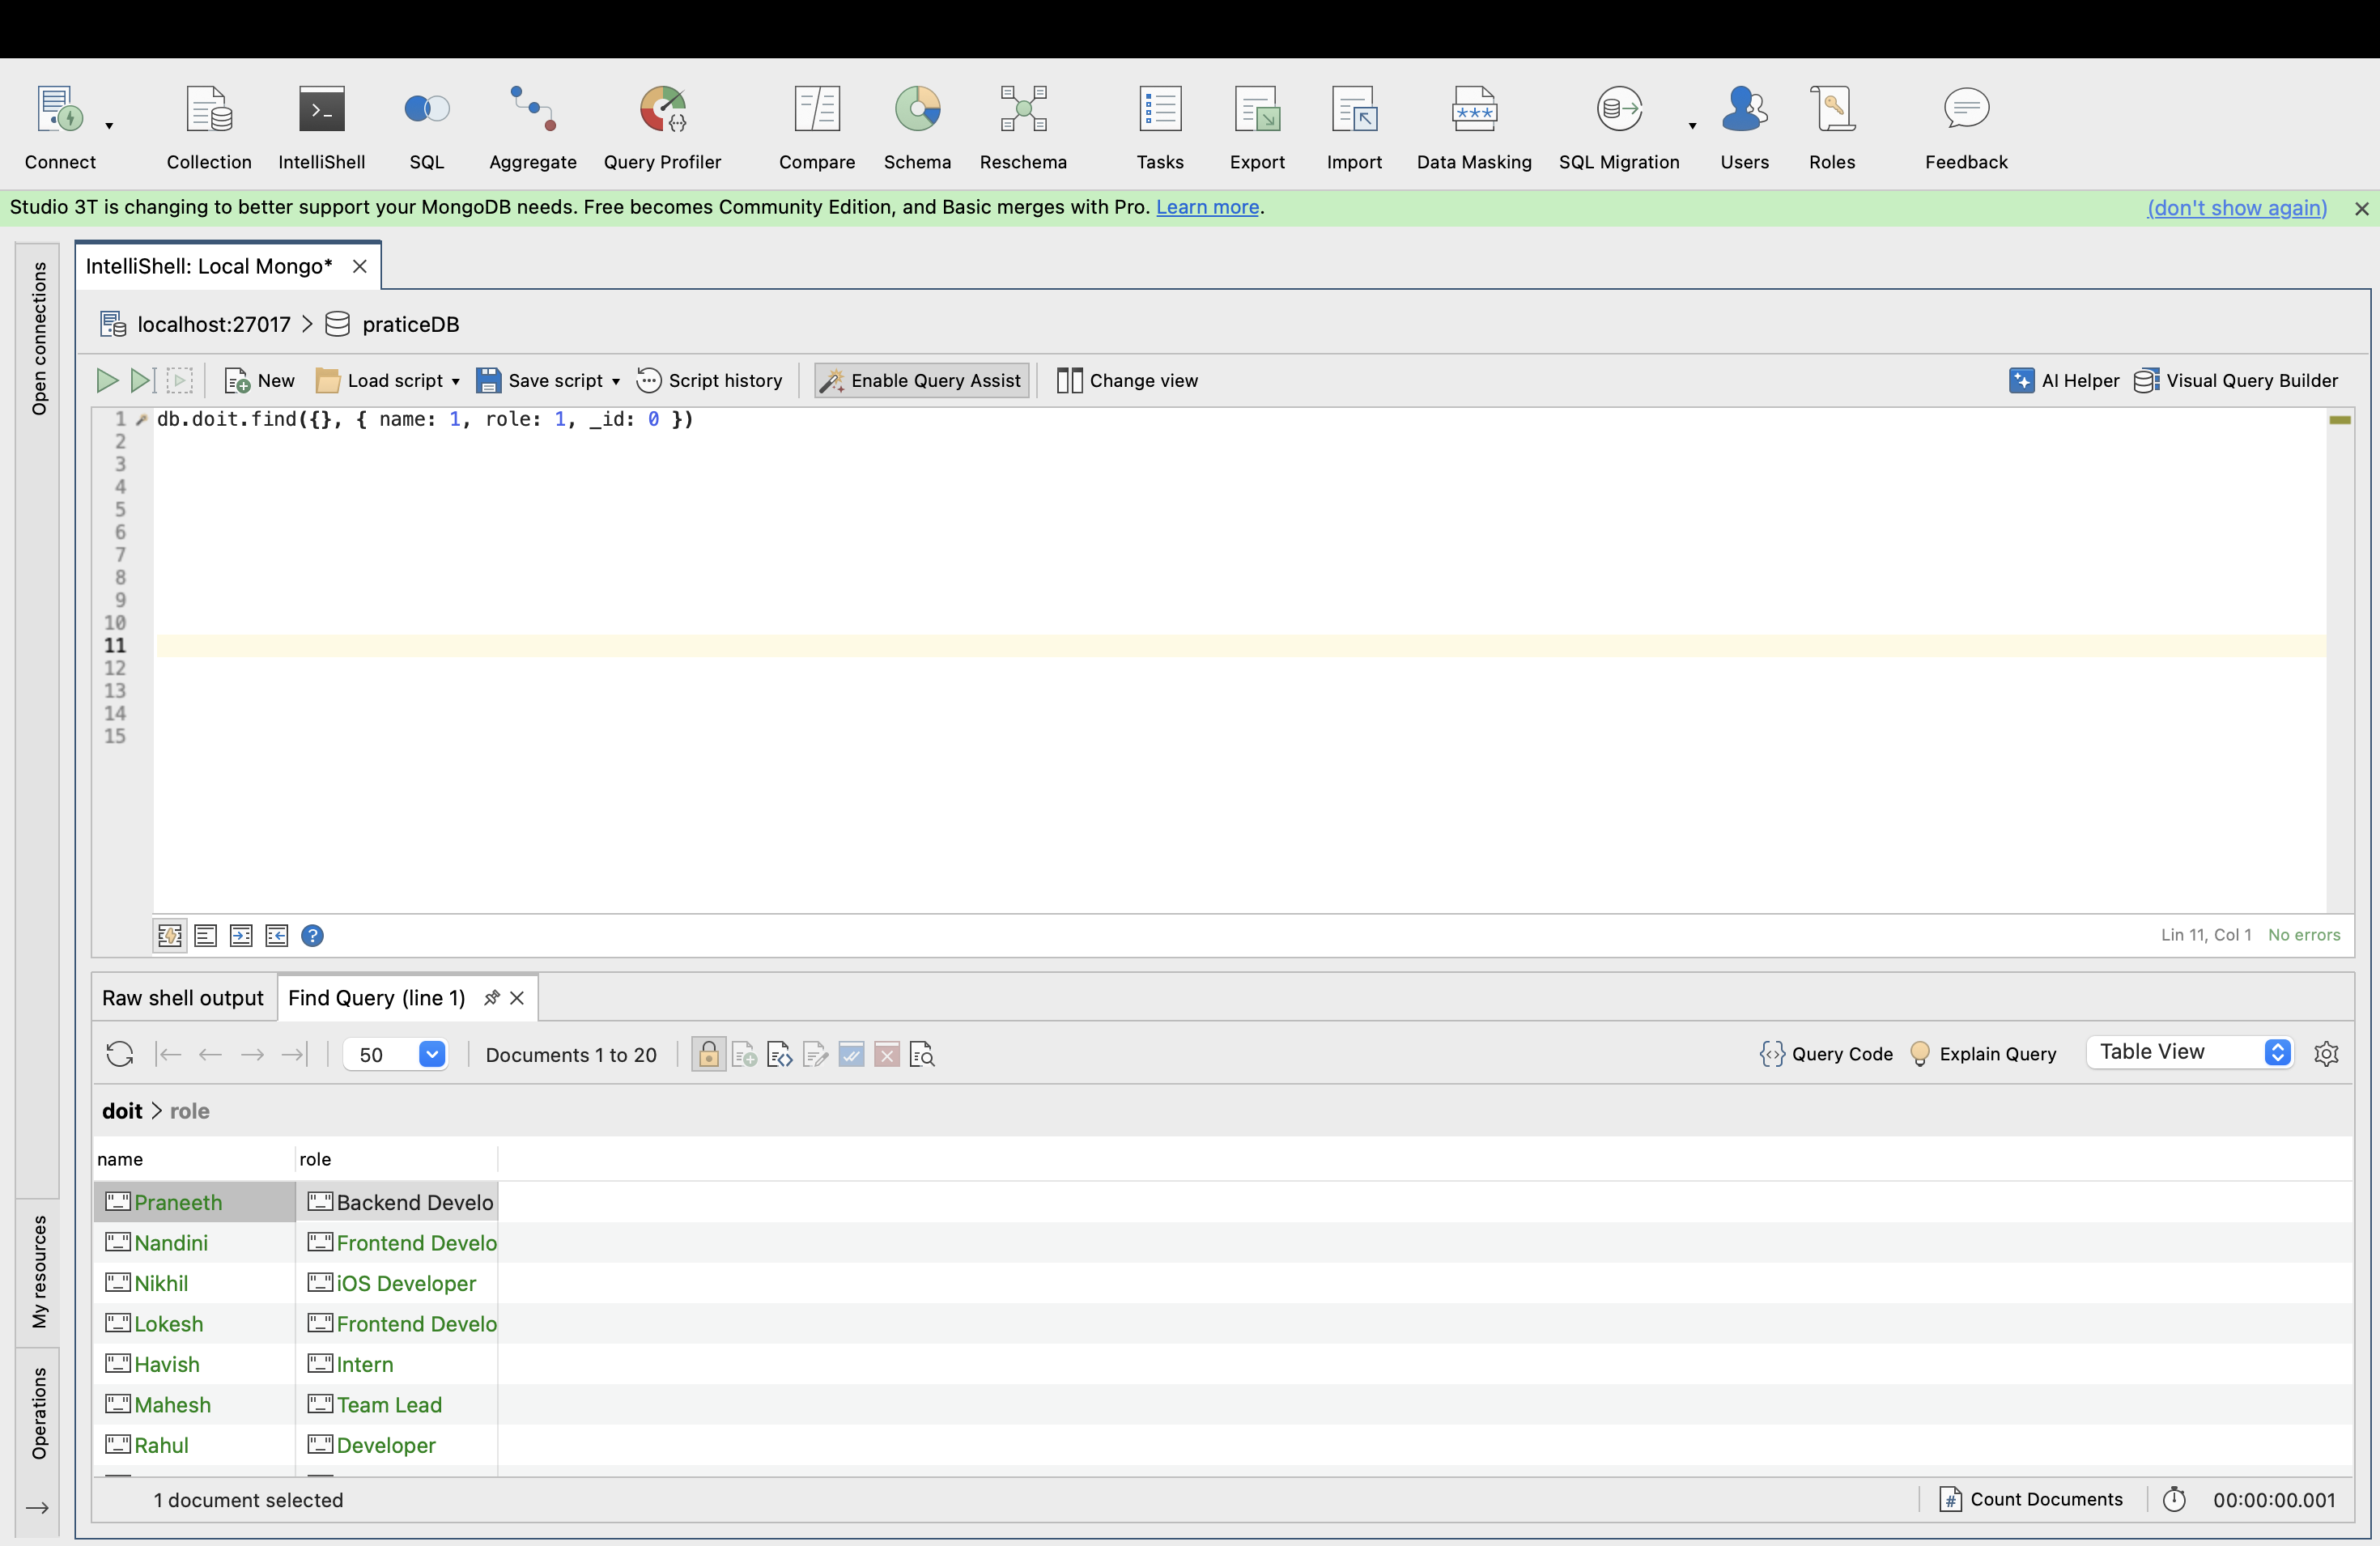 Connect
Collection
IntelliShell
SQL
Aggregate
Query Profiler
Compare
Schema
Reschema
Tasks
Export
Import
Data Masking
SQL Migration
Users
Roles
Feedback
Studio 3T is changing to better support your MongoDB needs. Free becomes Community Edition, and Basic merges with Pro. Learn more.
(don't show again)
Open connections
IntelliShell: Local Mongo*
localhost:27017 > praticeDB
New
Load script
Save script
Script history
Enable Query Assist
Change view
AI Helper
Visual Query Builder
1 db.doit.find({}, { name: 1, role: 1, _id: 0 })
2
3
4
5
6
7
8
9
10
11
12
13
14
15
Lin 11, Col 1 No errors
Raw shell output
Find Query (line 1)
50
Documents 1 to 20
Query Code
Explain Query
Table View
doit > role
name role
Praneeth Backend Develo
Nandini Frontend Develo
Nikhil iOS Developer
Lokesh Frontend Develo
Havish Intern
Mahesh Team Lead
Rahul Developer
My resources
Operations
1 document selected
Count Documents
00:00:00.001